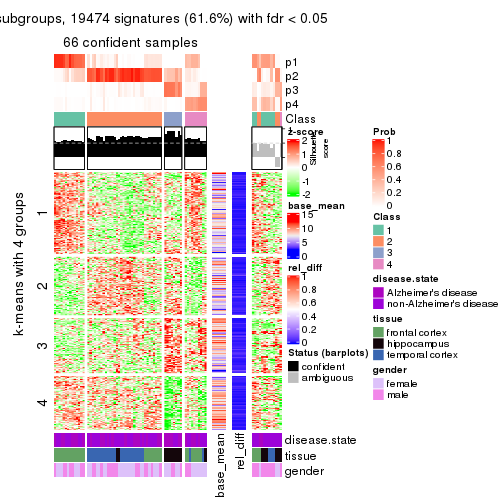 subgroups, 19474 signatures (61.6%) with fdr < 0.05
66 confident samples
p1
p2
p3
p4
Class
Silhouette
score
1
2
3
4
k-means with 4 groups
disease.state
tissue
gender
base_mean
rel_diff
z-score
2
1
0
-2
base_mean
15
10
5
0
rel_diff
1
0.8
0.6
0.4
0.2
0
Status (barplots)
confident
ambiguous
Prob
1
0.8
0.6
0.4
0.2
0
Class
1
2
3
4
disease.state
Alzheimer's disease
non-Alzheimer's disease
tissue
frontal cortex
hippocampus
temporal cortex
gender
female
male